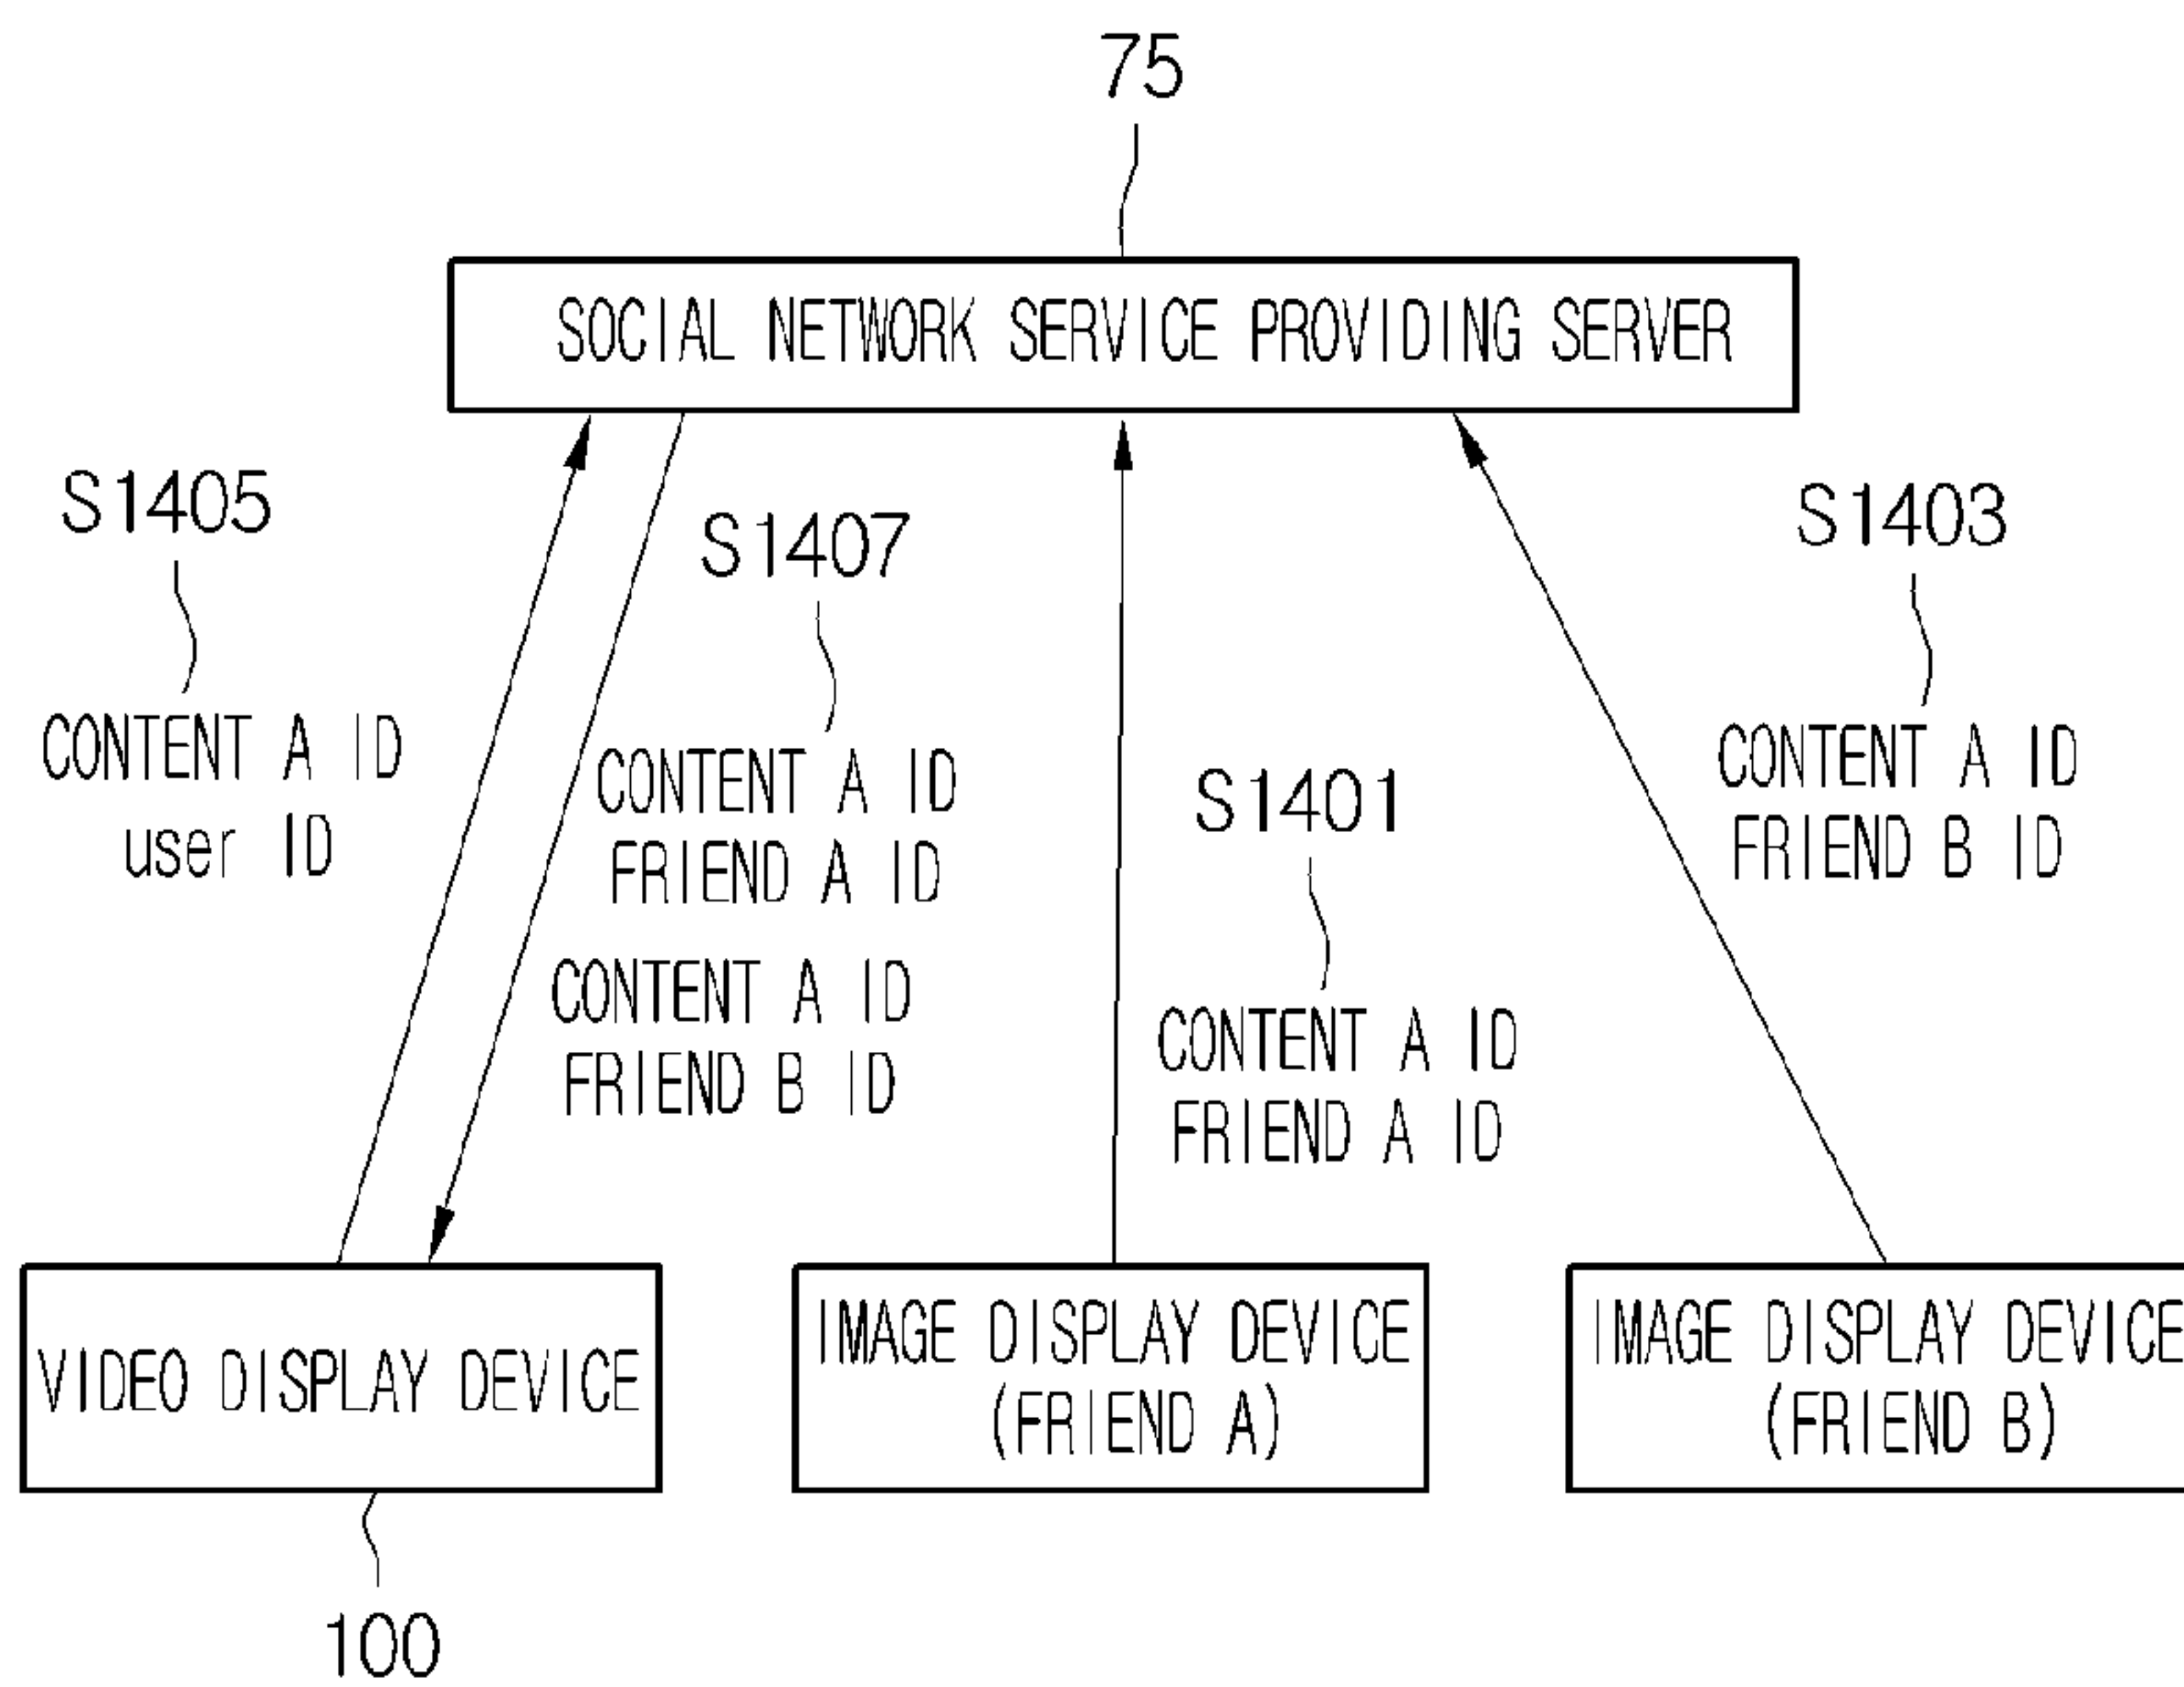 75
SOCIAL NETWORK SERVICE PROVIDING SERVER
S1405
CONTENT A ID
user ID
S1407
CONTENT A ID
FRIEND A ID
CONTENT A ID
FRIEND B ID
S1401
CONTENT A ID
FRIEND A ID
S1403
CONTENT A ID
FRIEND B ID
VIDEO DISPLAY DEVICE
100
IMAGE DISPLAY DEVICE
(FRIEND A)
IMAGE DISPLAY DEVICE
(FRIEND B)